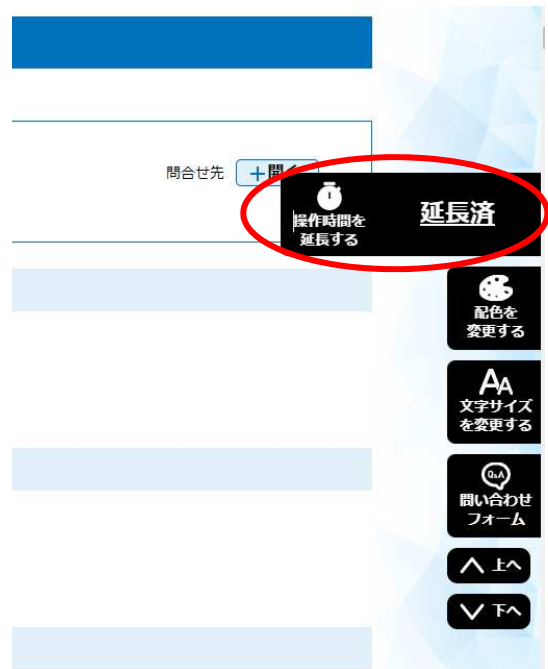 問合せ先
＋開
操作時間を
延長する
延長済
配色を
変更する
AA
文字サイズ
を変更する
Q&A
問い合わせ
フォーム
上へ
下へ